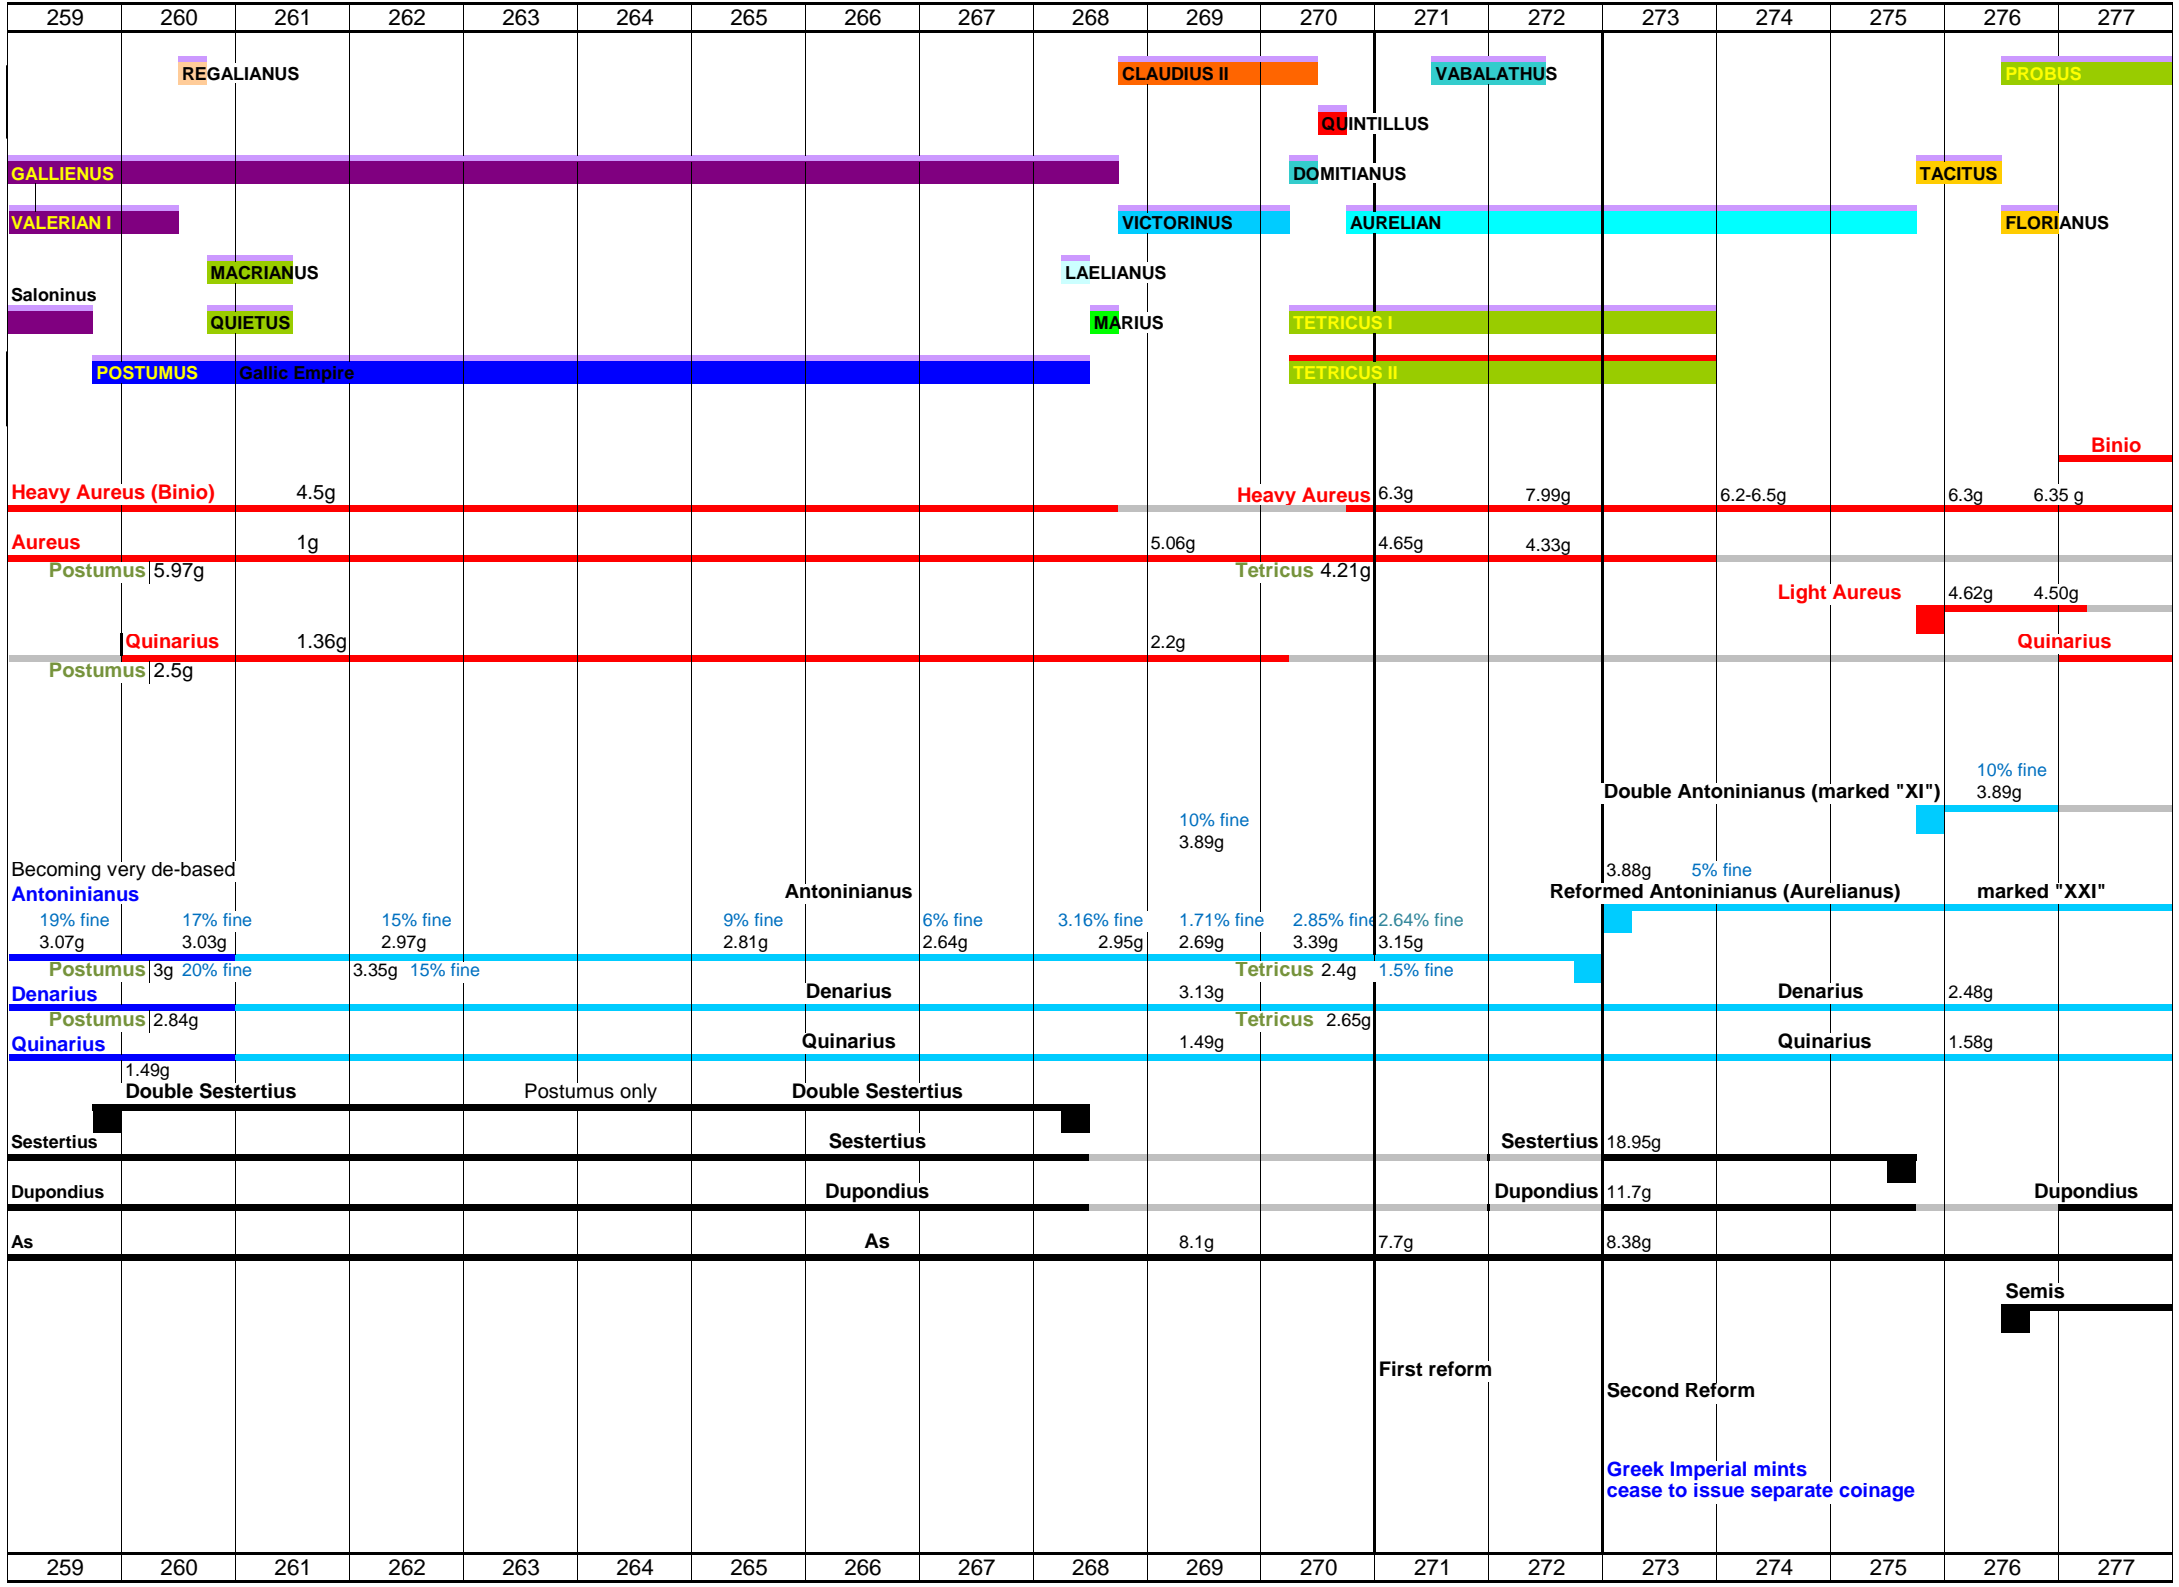 259 260 261 262 263 264 265 266 267 268 269 270 271 272 273 274 275 276 277
REGALIANUS CLAUDIUS II VABALATHUS PROBUS
QUINTILLUS
GALLIENUS DOMITIANUS TACITUS
VALERIAN I VICTORINUS AURELIAN FLORIANUS
MACRIANUS LAELIANUS
Saloninus
QUIETUS MARIUS TETRICUS I
POSTUMUS Gallic Empire TETRICUS II
Binio
Heavy Aureus (Binio) 4.5g Heavy Aureus 6.3g 7.99g 6.2-6.5g 6.3g 6.35 g
Aureus 1g 5.06g 4.65g 4.33g
Postumus 5.97g Tetricus 4.21g
Light Aureus 4.62g 4.50g
Quinarius 1.36g 2.2g Quinarius
Postumus 2.5g
10% fine
Double Antoninianus (marked "XI") 3.89g
10% fine
3.89g
Becoming very de-based 3.88g 5% fine
Antoninianus Antoninianus Reformed Antoninianus (Aurelianus) marked "XXI"
19% fine 17% fine 15% fine 9% fine 6% fine 3.16% fine 1.71% fine 2.85% fine 2.64% fine
3.07g 3.03g 2.97g 2.81g 2.64g 2.95g 2.69g 3.39g 3.15g
Postumus 3g 20% fine 3.35g 15% fine Tetricus 2.4g 1.5% fine
Denarius Denarius 3.13g Denarius 2.48g
Postumus 2.84g Tetricus 2.65g
Quinarius Quinarius 1.49g Quinarius 1.58g
1.49g
Double Sestertius Postumus only Double Sestertius
Sestertius Sestertius Sestertius 18.95g
Dupondius Dupondius Dupondius 11.7g Dupondius
As As 8.1g 7.7g 8.38g
Semis
First reform
Second Reform
Greek Imperial mints
cease to issue separate coinage
259 260 261 262 263 264 265 266 267 268 269 270 271 272 273 274 275 276 277